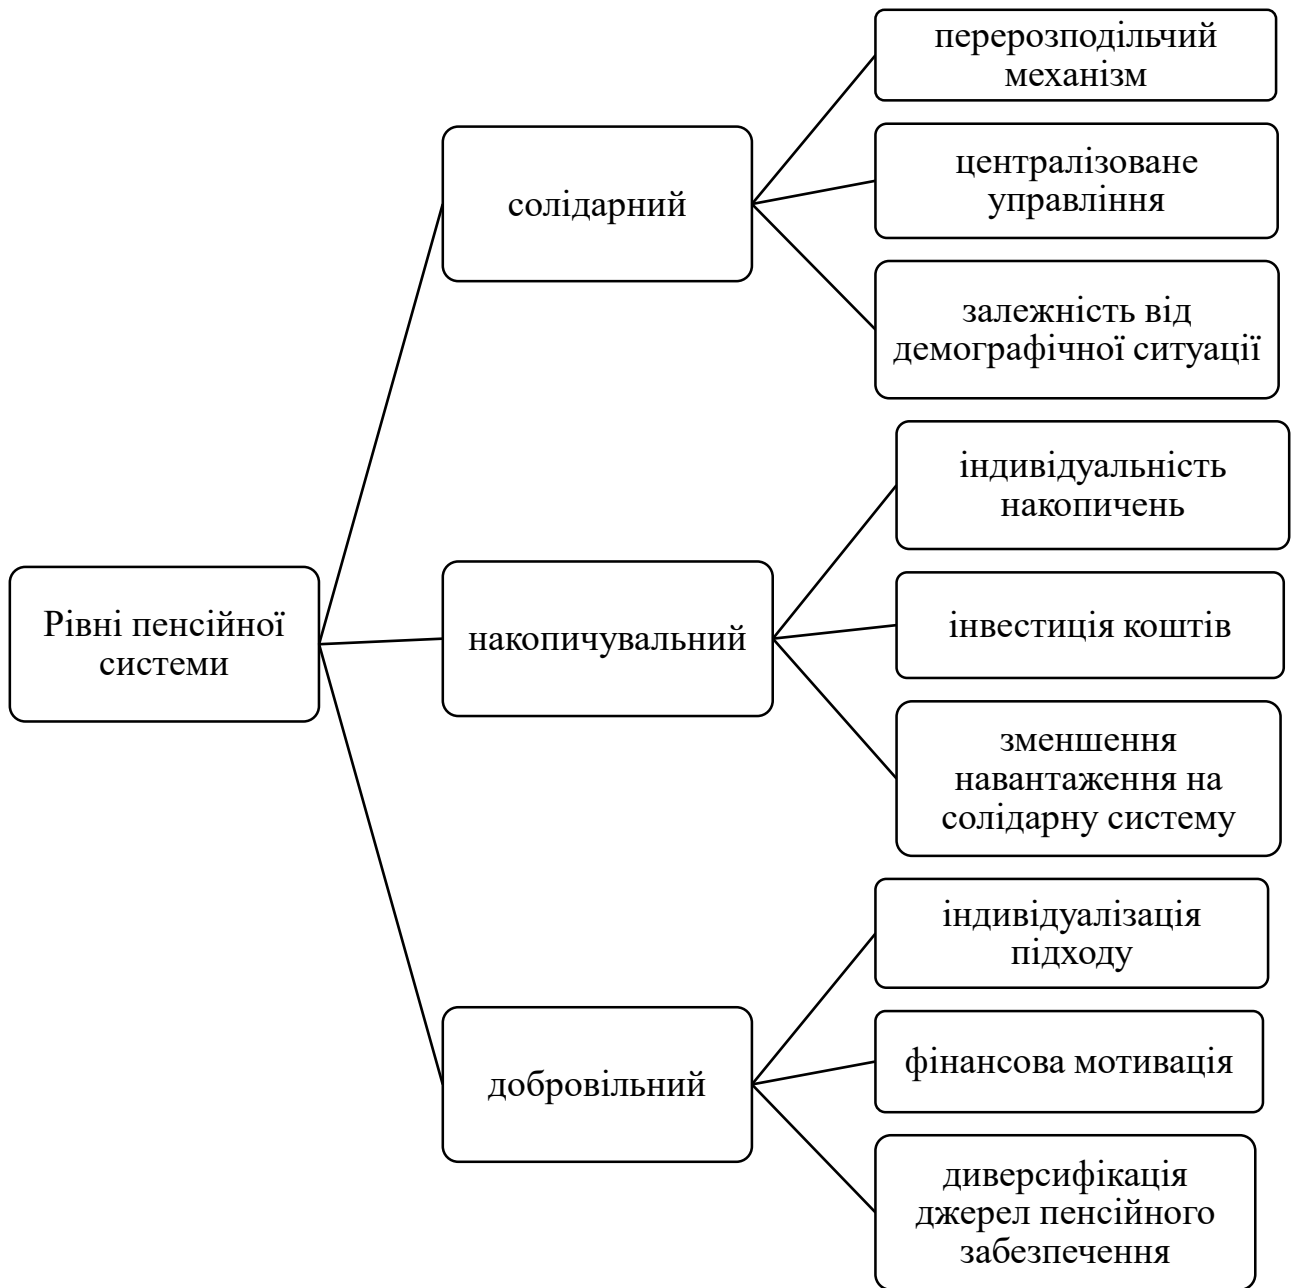 перерозподільчий
механізм
централізоване
управління
солідарний
залежність від
демографічної ситуації
індивідуальність
накопичень
Рівні пенсійної
системи
накопичувальний
інвестиція коштів
зменшення
навантаження на
солідарну систему
індивідуалізація
підходу
добровільний
фінансова мотивація
диверсифікація
джерел пенсійного
забезпечення